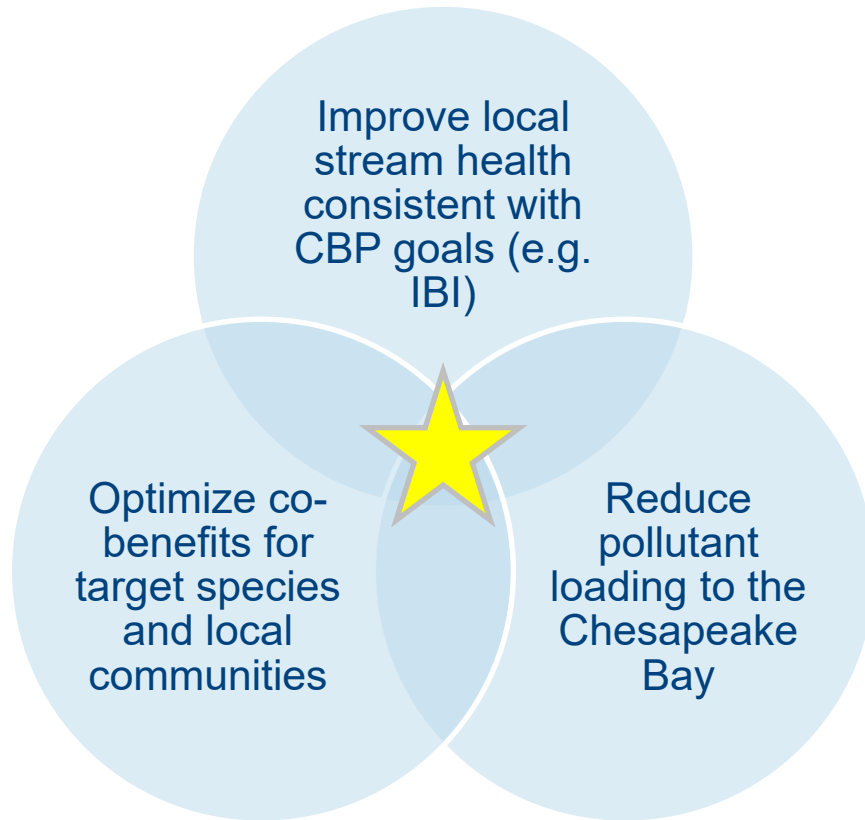 Improve local
stream health
consistent with
CBP goals (e.g.
IBI)
Optimize co-
benefits for
target species
and local
communities
Reduce
pollutant
loading to the
Chesapeake
Bay